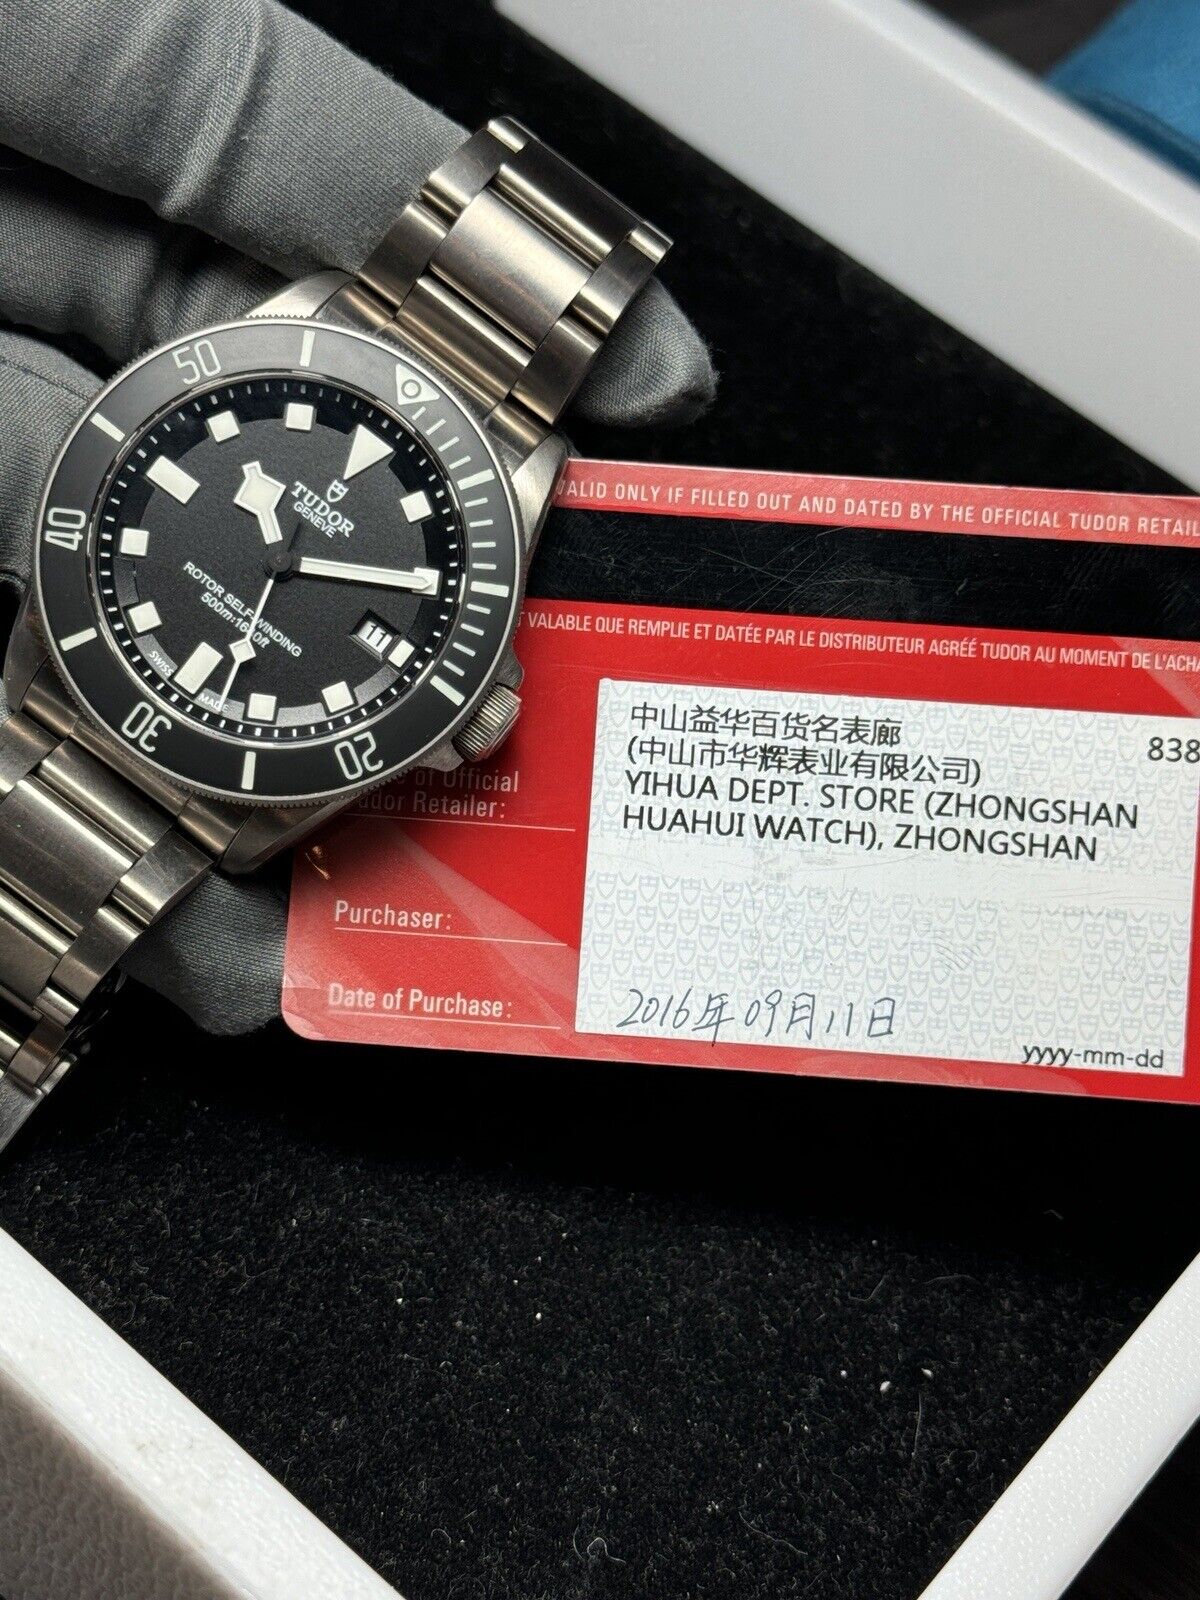 50
40
30
20
TUDOR
GENEVE
ROTOR SELF-WINDING
500m:1640ft
11
SWISS MADE
VALID ONLY IF FILLED OUT AND DATED BY THE OFFICIAL TUDOR
VALABLE QUE REMPLIE ET DATÉE PAR LE DISTRIBUTEUR AGRÉÉ TUDOR AU MOMENT DE
中山益华百货名表廊
838
(中山市华辉表业有限公司)
YIHUA DEPT. STORE (ZHONGSHAN
HUAHUI WATCH), ZHONGSHAN
of Official
Retailer:
Purchaser:
Date of Purchase:
2016年09月11日
yyyy-mm-dd